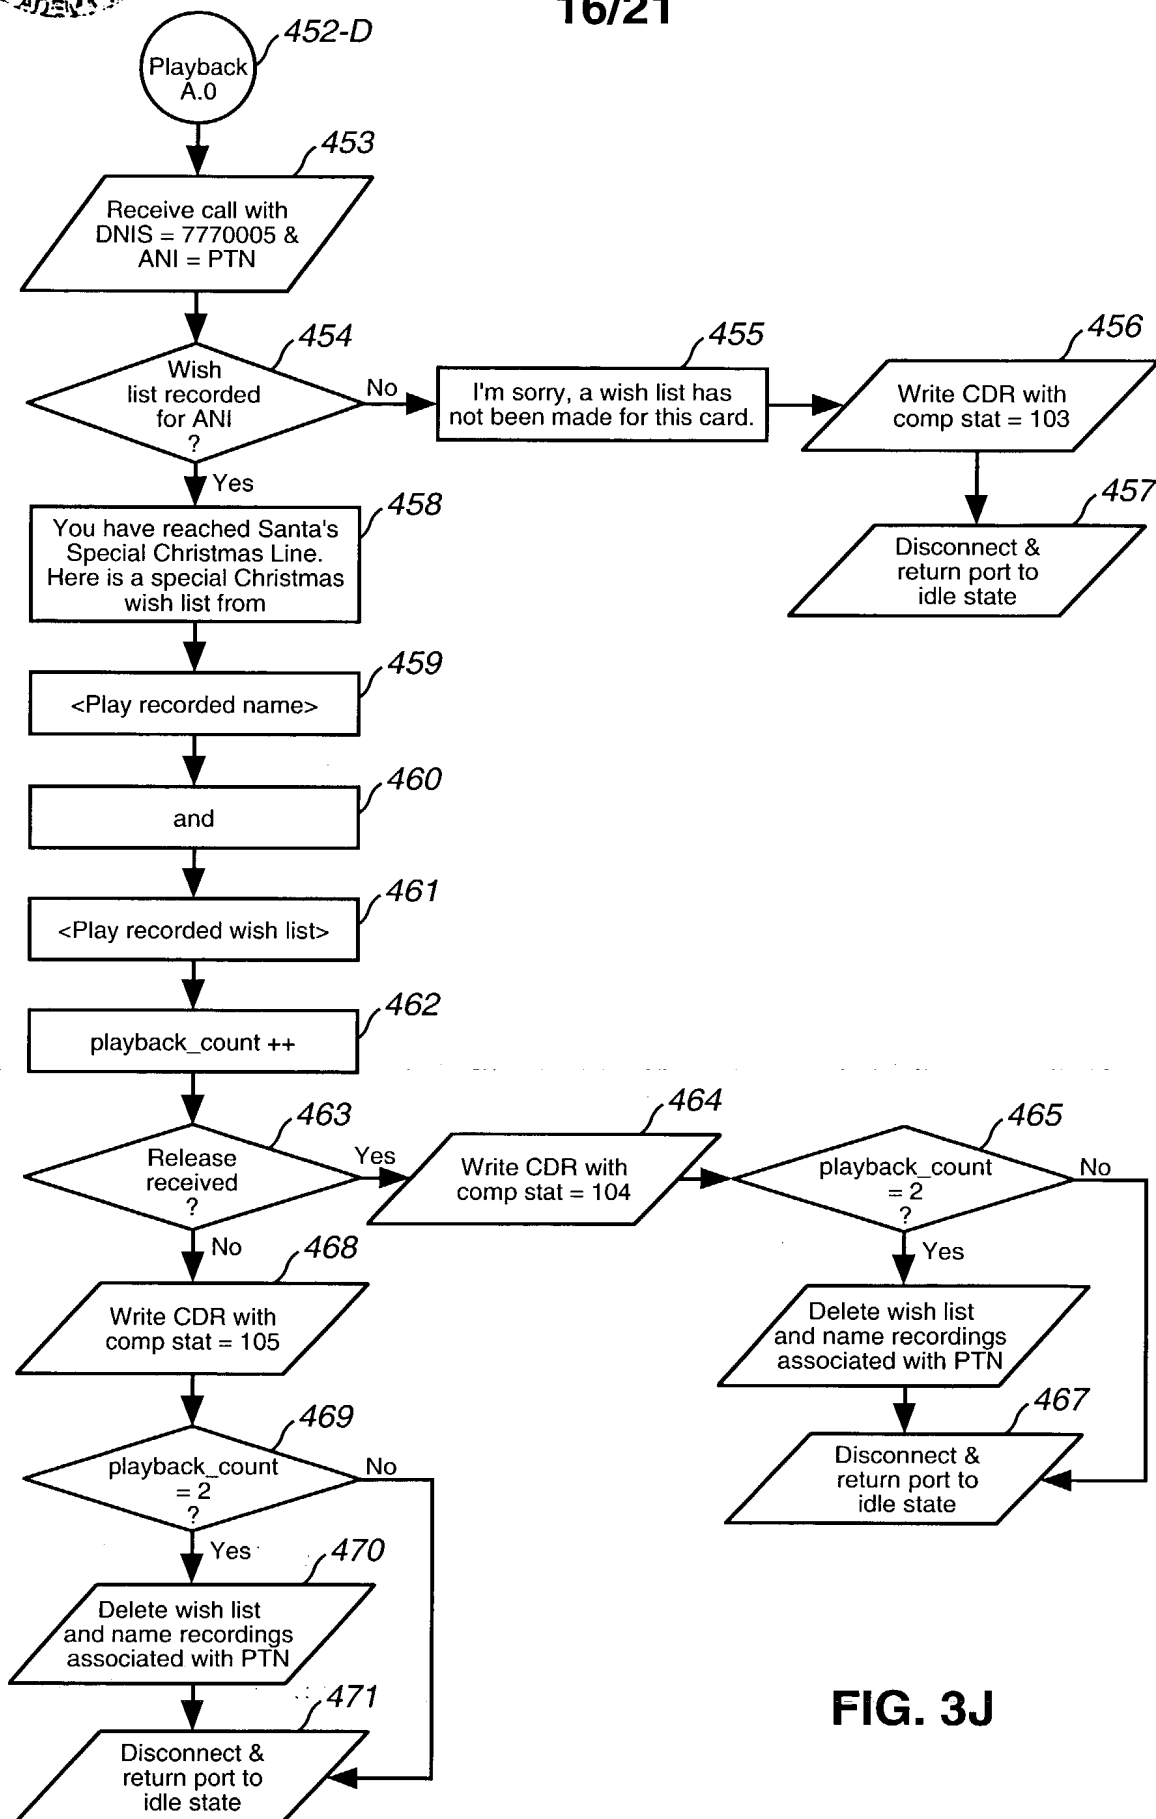 16/21
452-D
Playback
A.0
453
Receive call with
DNIS = 7770005 &
ANI = PTN
454
Wish
list recorded
for ANI
?
No
Yes
455
I'm sorry, a wish list has
not been made for this card.
456
Write CDR with
comp stat = 103
457
Disconnect &
return port to
idle state
458
You have reached Santa's
Special Christmas Line.
Here is a special Christmas
wish list from
459
<Play recorded name>
460
and
461
<Play recorded wish list>
462
playback_count ++
463
Release
received
?
Yes
No
464
Write CDR with
comp stat = 104
465
playback_count
= 2
?
No
Yes
Delete wish list
and name recordings
associated with PTN
467
Disconnect &
return port to
idle state
468
Write CDR with
comp stat = 105
469
playback_count
= 2
?
No
Yes
470
Delete wish list
and name recordings
associated with PTN
471
Disconnect &
return port to
idle state
FIG. 3J